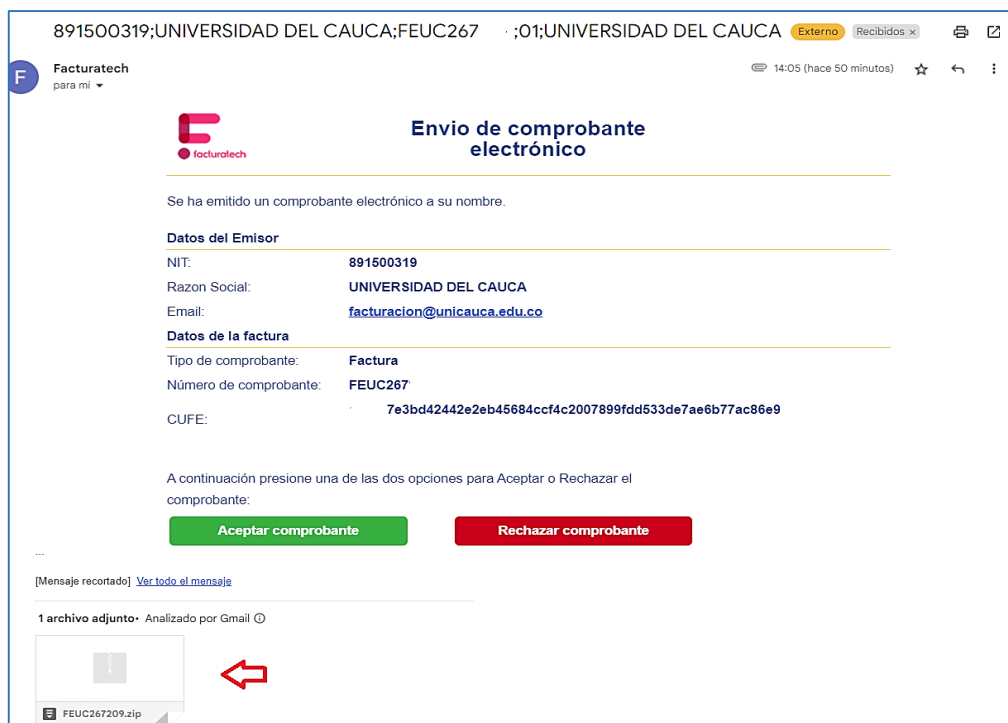 891500319;UNIVERSIDAD DEL CAUCA;FEUC267 ;01;UNIVERSIDAD DEL CAUCA Externo Recibidos ×
F
Facturatech
14:05 (hace 50 minutos)
para mí
facturatech
Envio de comprobante
electrónico
Se ha emitido un comprobante electrónico a su nombre.
Datos del Emisor
NIT: 891500319
Razon Social: UNIVERSIDAD DEL CAUCA
Email: facturacion@unicauca.edu.co
Datos de la factura
Tipo de comprobante: Factura
Número de comprobante: FEUC267
7e3bd42442e2eb45684ccf4c2007899fdd533de7ae6b77ac86e9
CUFE:
A continuación presione una de las dos opciones para Aceptar o Rechazar el
comprobante:
Aceptar comprobante Rechazar comprobante
...
[Mensaje recortado] Ver todo el mensaje
1 archivo adjunto• Analizado por Gmail
FEUC267209.zip